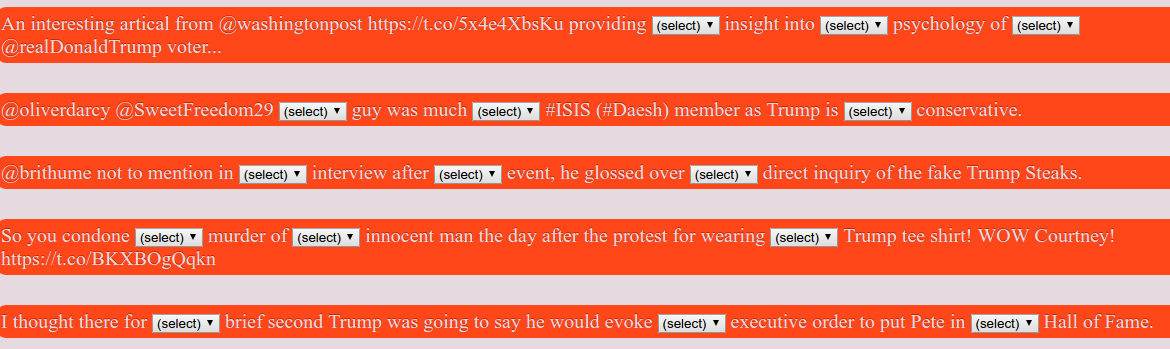 An interesting artical from @washingtonpost https://t.co/5x4e4XbsKu providing (select) insight into (select) psychology of (select)
@realDonaldTrump voter...
@oliverdarcy @SweetFreedom29 (select) guy was much (select) #ISIS (#Daesh) member as Trump is (select) conservative.
@brithume not to mention in (select) interview after (select) event, he glossed over (select) direct inquiry of the fake Trump Steaks.
So you condone (select) murder of (select) innocent man the day after the protest for wearing (select) Trump tee shirt! WOW Courtney!
https://t.co/BKXBOgQqkn
I thought there for (select) brief second Trump was going to say he would evoke (select) executive order to put Pete in (select) Hall of Fame.